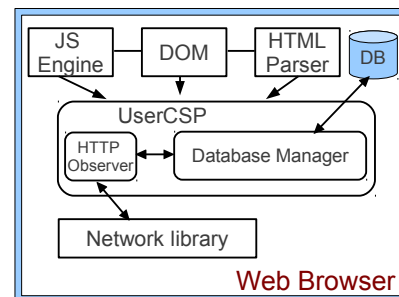 JS
Engine
DOM
HTML
Parser
DB
UserCSP
HTTP
Observer
Database Manager
Network library
Web Browser